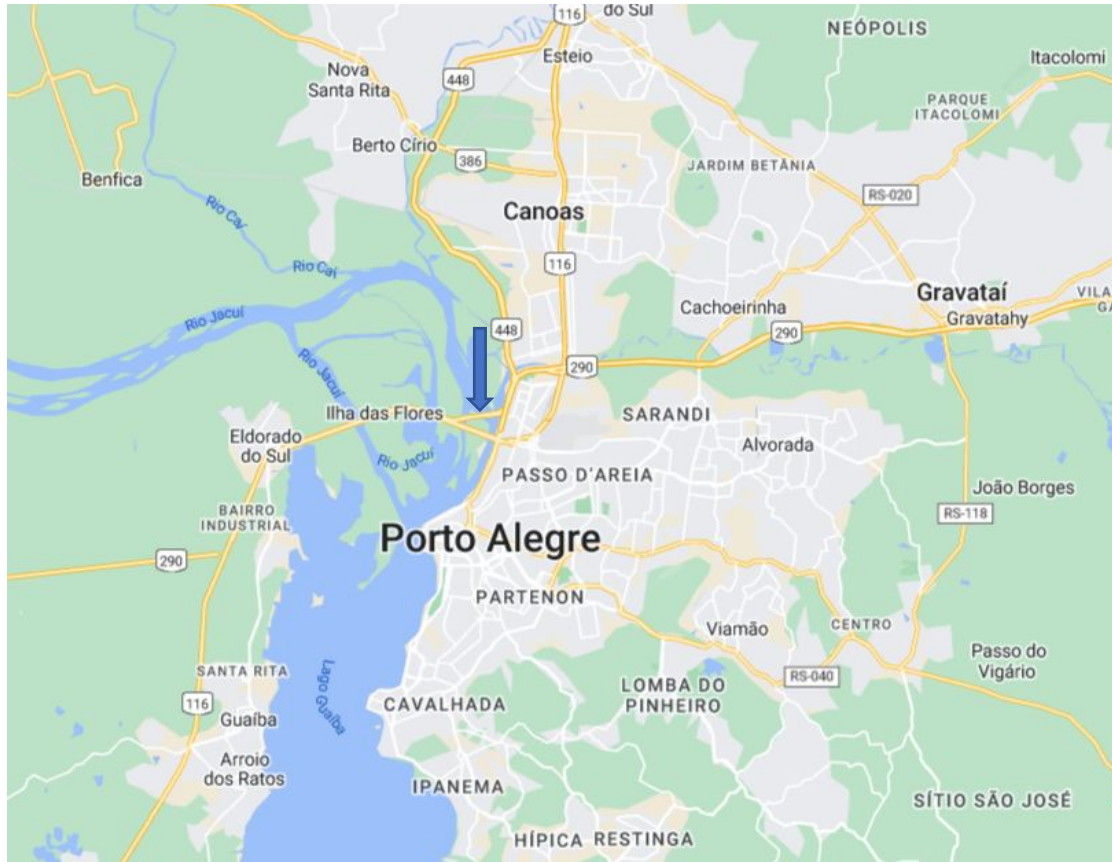 116
do Sul
NEÓPOLIS
Esteio
Itacolomi
Nova
Santa Rita
448
PARQUE
ITACOLOMI
Berto Círio
386
JARDIM BETÂNIA
Benfica
RS-020
Rio Caí
Canoas
116
Rio Caí
Gravataí
VILA
GA
Cachoeirinha
Gravatahy
Rio Jacuí
448
290
290
Rio Jacuí
Ilha das Flores
SARANDI
Eldorado
do Sul
Alvorada
Rio Jacuí
PASSO D'AREIA
João Borges
BAIRRO
INDUSTRIAL
RS-118
Porto Alegre
290
PARTENON
Viamão
CENTRO
Passo do
Vigário
SANTA RITA
RS-040
LOMBA DO
PINHEIRO
Lago Guaíba
116
CAVALHADA
Guaíba
Arroio
dos Ratos
IPANEMA
SÍTIO SÃO JOSÉ
HÍPICA
RESTINGA